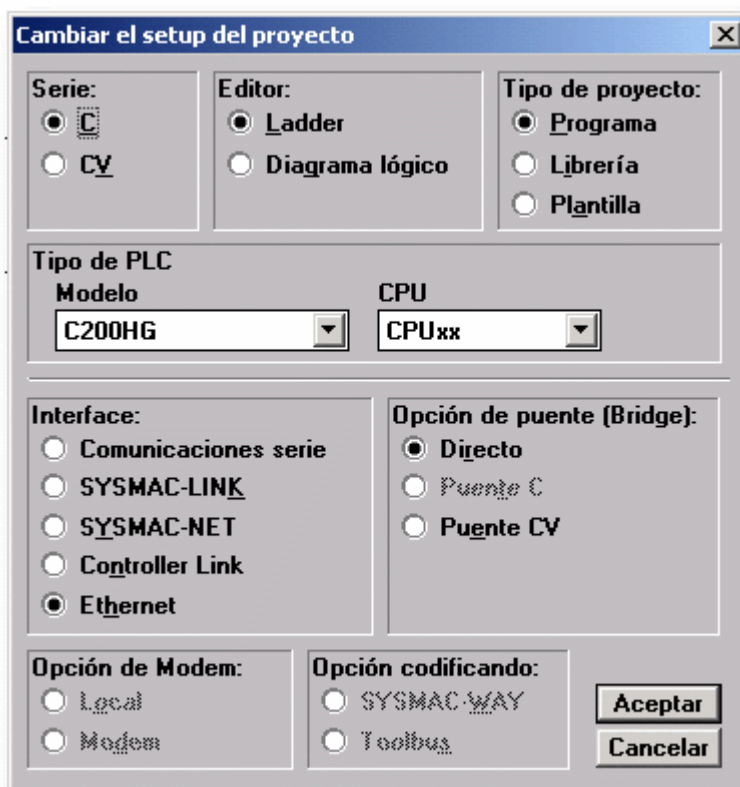 Cambiar el setup del proyecto
Serie:
C
CV
Editor:
Ladder
Diagrama lógico
Tipo de proyecto:
Programa
Librería
Plantilla
Tipo de PLC
Modelo
C200HG
CPU
CPUxx
Interface:
Comunicaciones serie
SYSMAC-LINK
SYSMAC-NET
Controller Link
Ethernet
Opción de puente (Bridge):
Directo
Puente C
Puente CV
Opción de Modem:
Local
Modem
Opción codificando:
SYSMAC-WAY
Toolbus
Aceptar
Cancelar